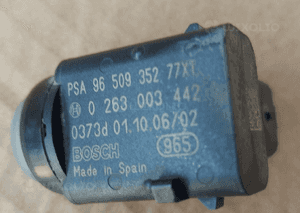 PSA 96 509 352 77XT
0 263 003 442
0373d 01.10.06/02
BOSCH 965
Made in Spain